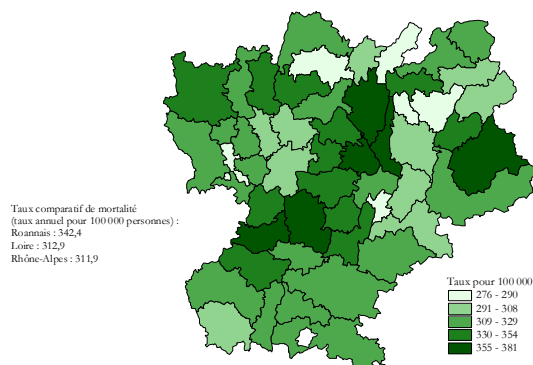 Taux comparatif de mortalité
(taux annuel pour 100 000 personnes) :
Roannais : 342,4
Loire : 312,9
Rhône-Alpes : 311,9
Taux pour 100 000
276 - 290
291 - 308
309 - 329
330 - 354
355 - 381